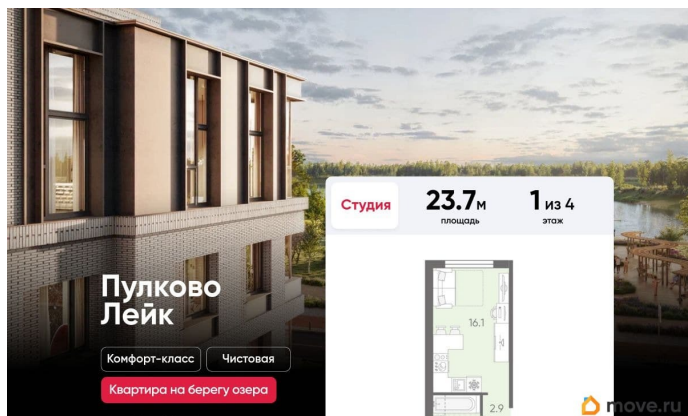 Студия
23.7м
площадь
1 из 4
этаж
Пулково
Лейк
Комфорт-класс
Чистовая
Квартира на берегу озера
16.1
2.9
move.ru